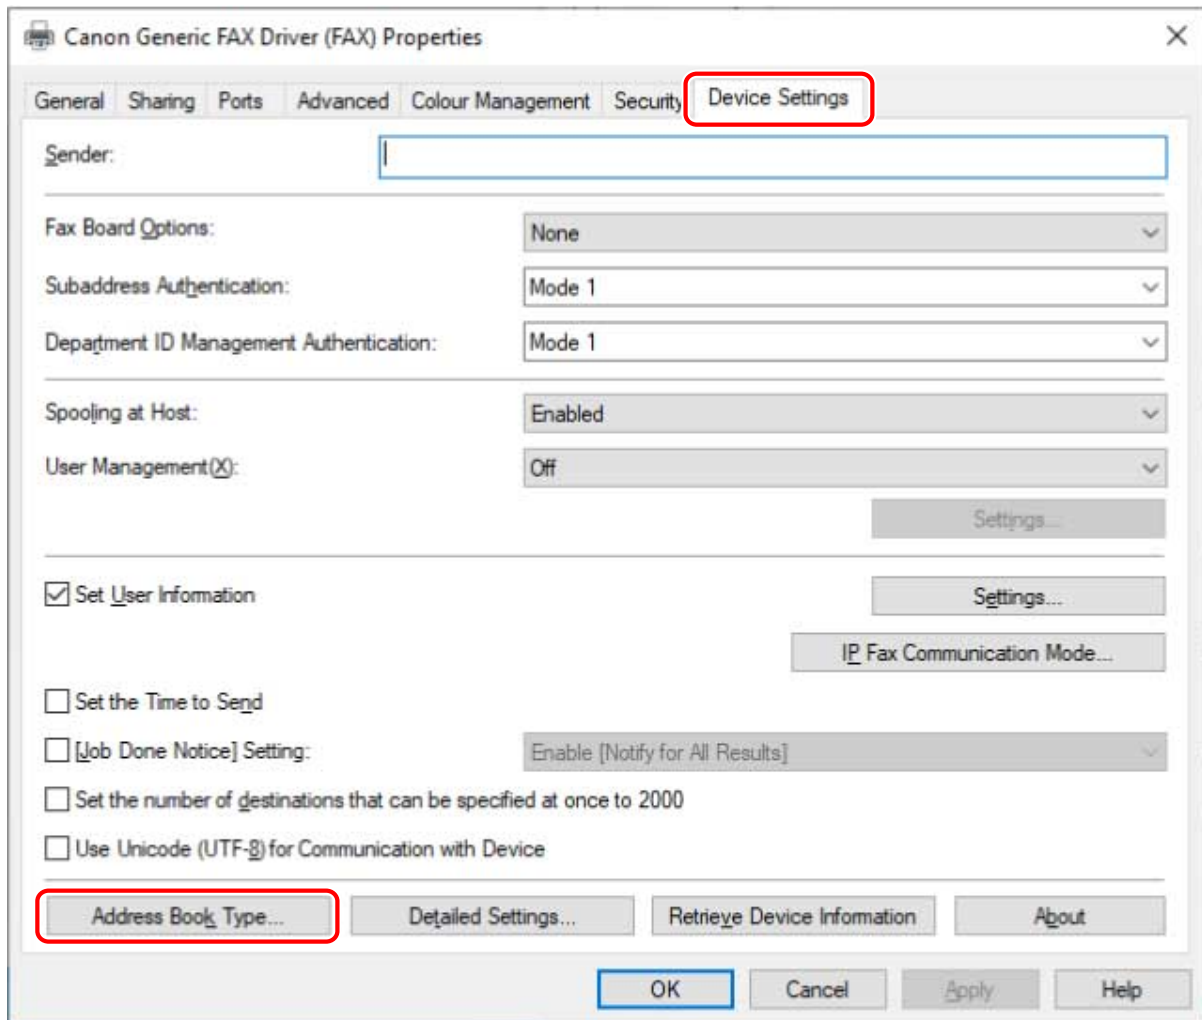 Canon Generic FAX Driver (FAX) Properties
General Sharing Ports Advanced Colour Management Security Device Settings
Sender:
Fax Board Options: None
Subaddress Authentication: Mode 1
Department ID Management Authentication: Mode 1
Spooling at Host: Enabled
User Management(X): Off
Settings...
Set User Information Settings...
IP Fax Communication Mode...
Set the Time to Send
[Job Done Notice] Setting: Enable [Notify for All Results]
Set the number of destinations that can be specified at once to 2000
Use Unicode (UTF-8) for Communication with Device
Address Book Type... Detailed Settings... Retrieve Device Information About
OK Cancel Apply Help